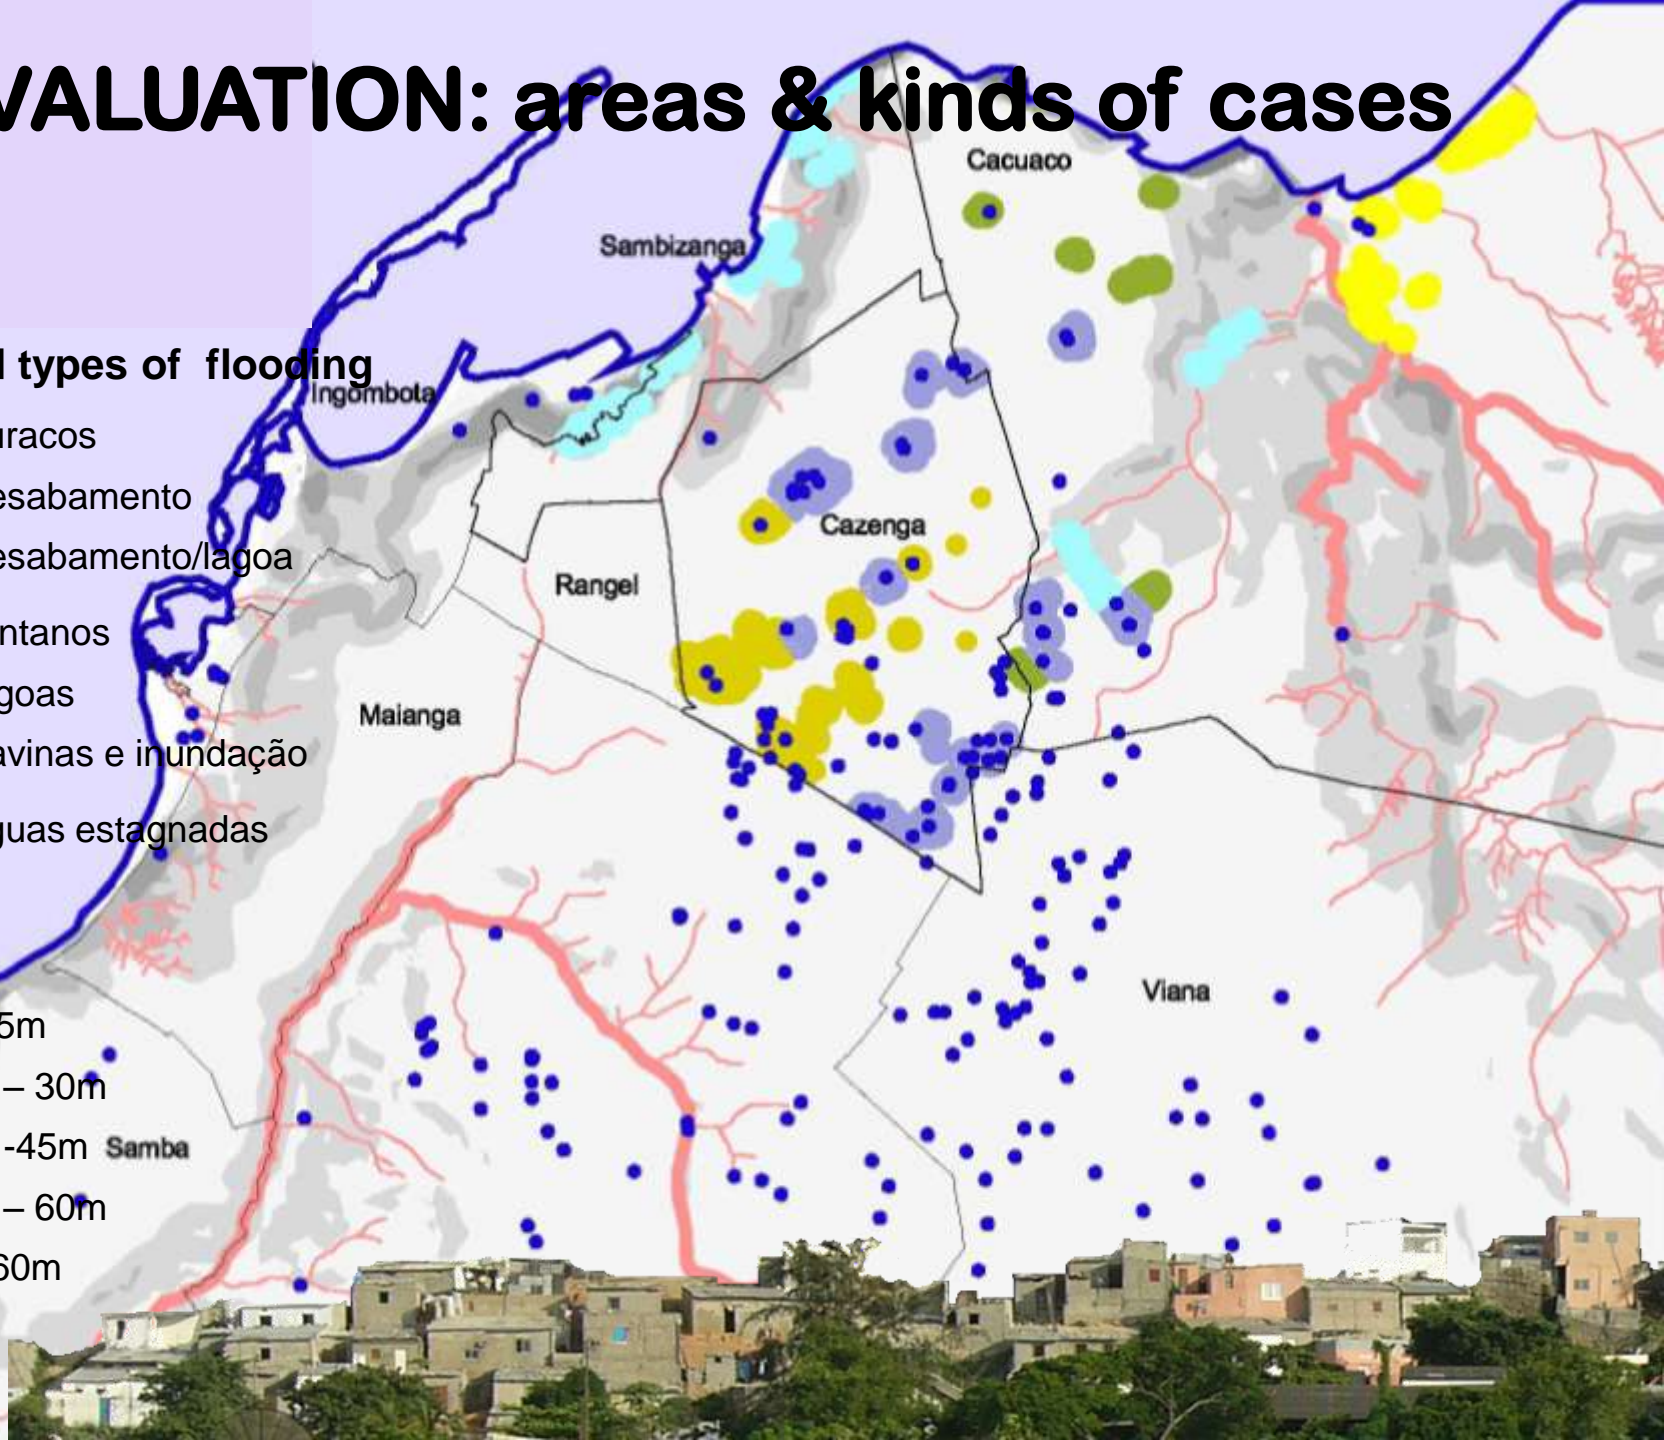 VALUATION: areas & kinds of cases
Cacuaco
Sambizanga
l types of flooding
Ingombota
uracos
esabamento
Cazenga
esabamento/lagoa
Rangel
ntanos
goas
Maianga
avinas e inundação
guas estagnadas
Viana
5m
– 30m
-45m
Samba
– 60m
60m